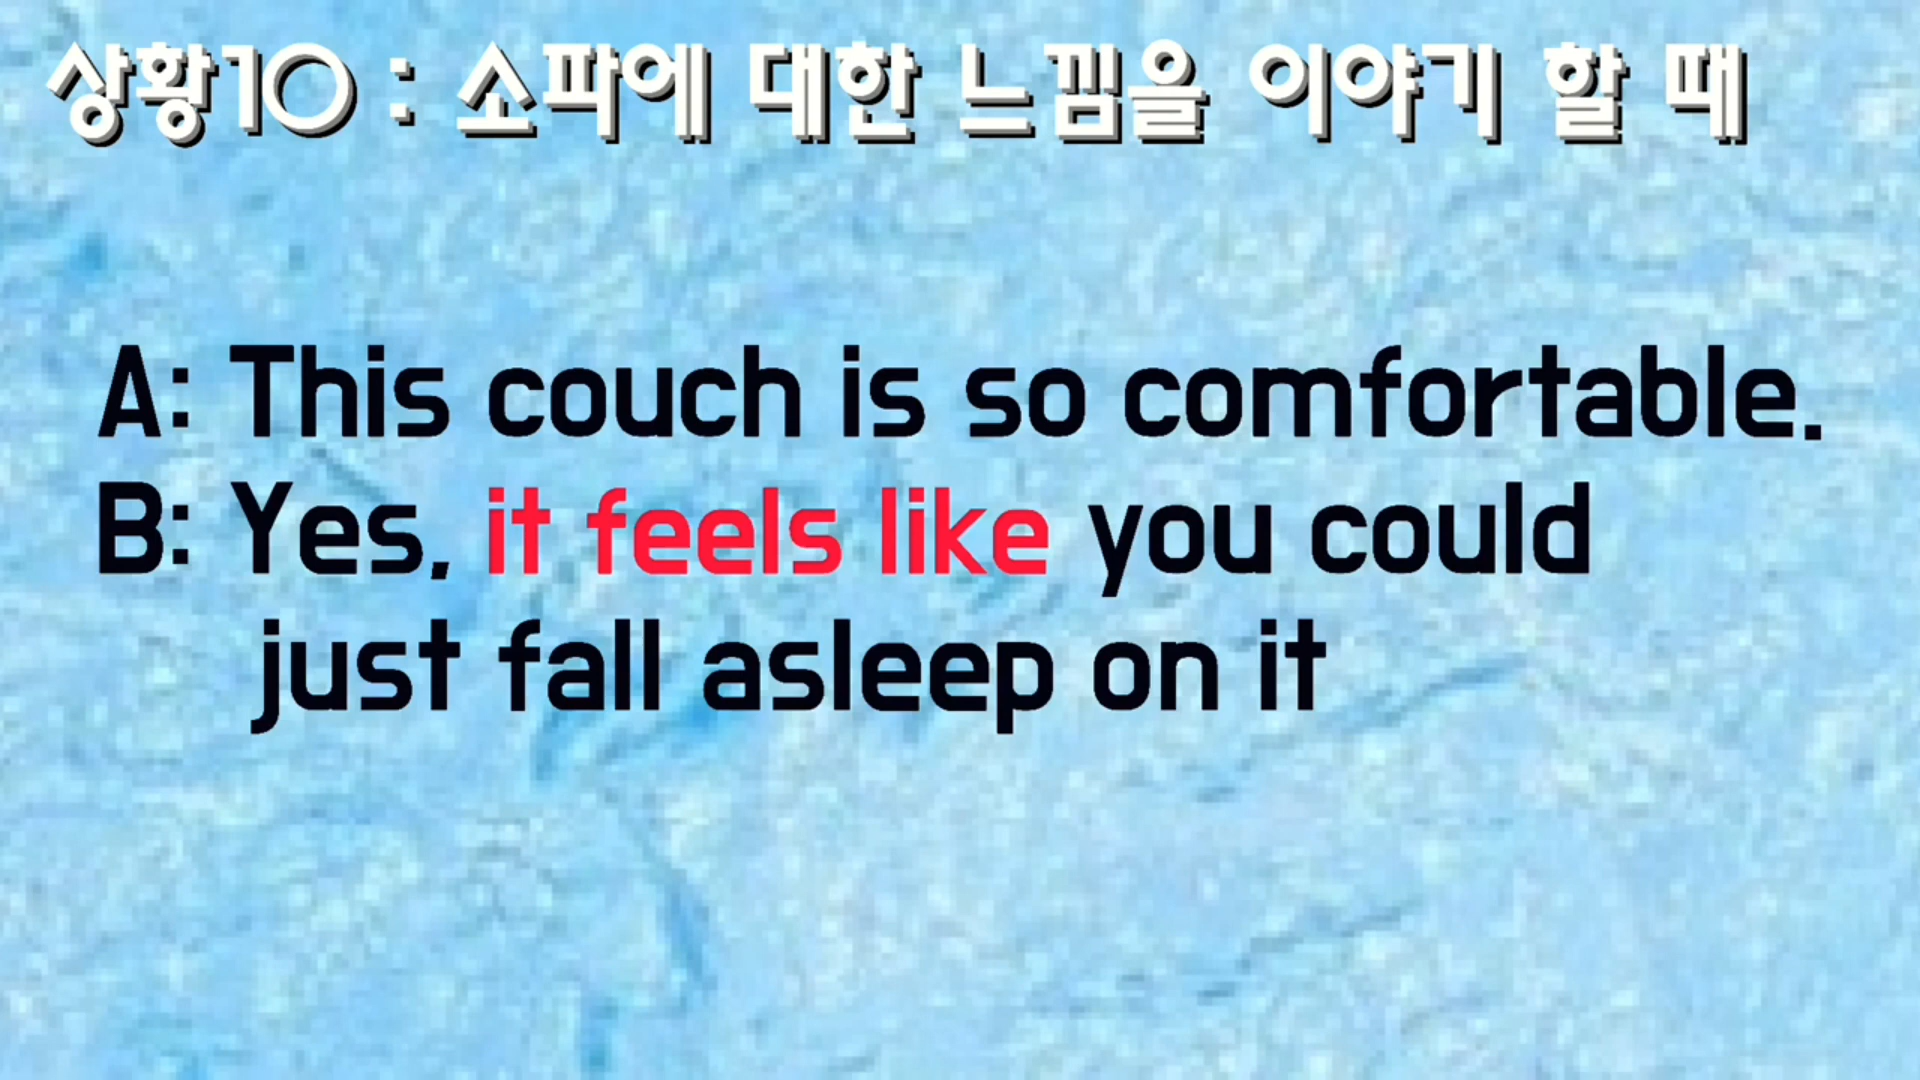 상황10 : 소파에 대한 느낌을 이야기 할 때
A: This couch is so comfortable.
B: Yes, it feels like you could
just fall asleep on it